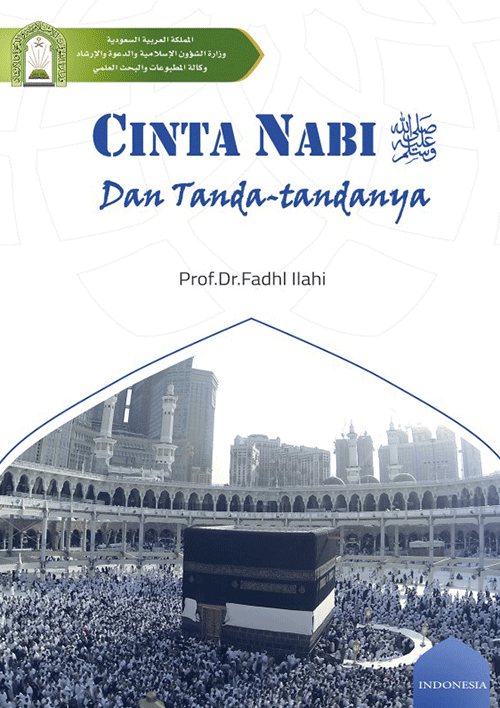 المملكة العربية السعودية
وزارة الشؤون الإسلامية والدعوة والإرشاد
وكالة المطبوعات والبحث العلمي
CINTA NABI ﷺ
Dan Tanda-tandanya
Prof.Dr.Fadhl Ilahi
INDONESIA